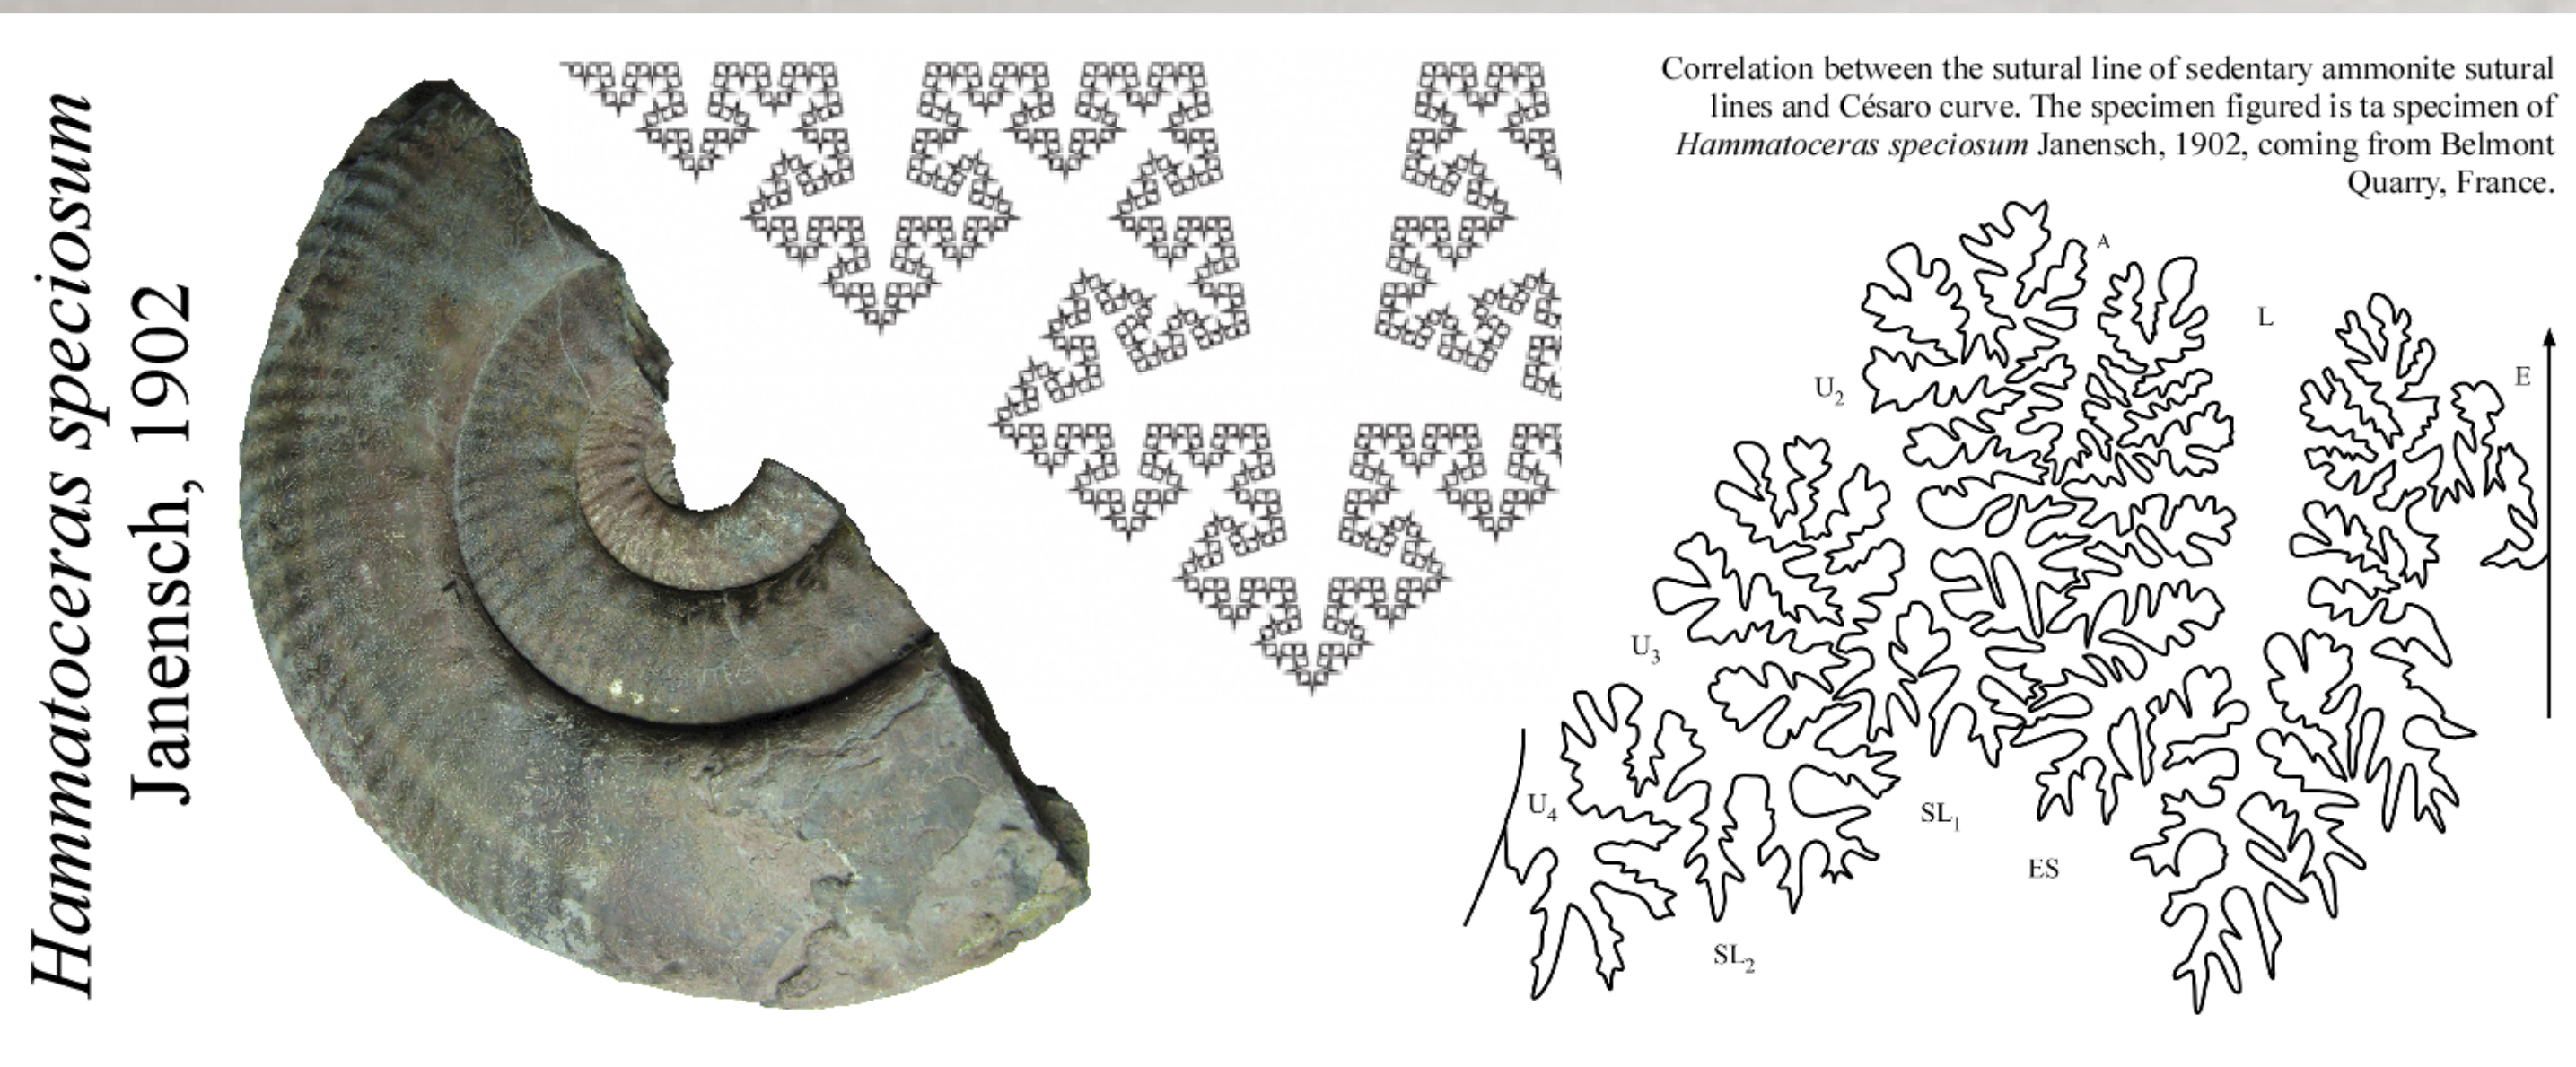 Hammatoceras speciosum
Janensch, 1902
Correlation between the sutural line of sedentary ammonite sutural
lines and Césaro curve. The specimen figured is ta specimen of
Hammatoceras speciosum Janensch, 1902, coming from Belmont
Quarry, France.
A
L
E
U2
U3
U4
SL1
ES
SL2